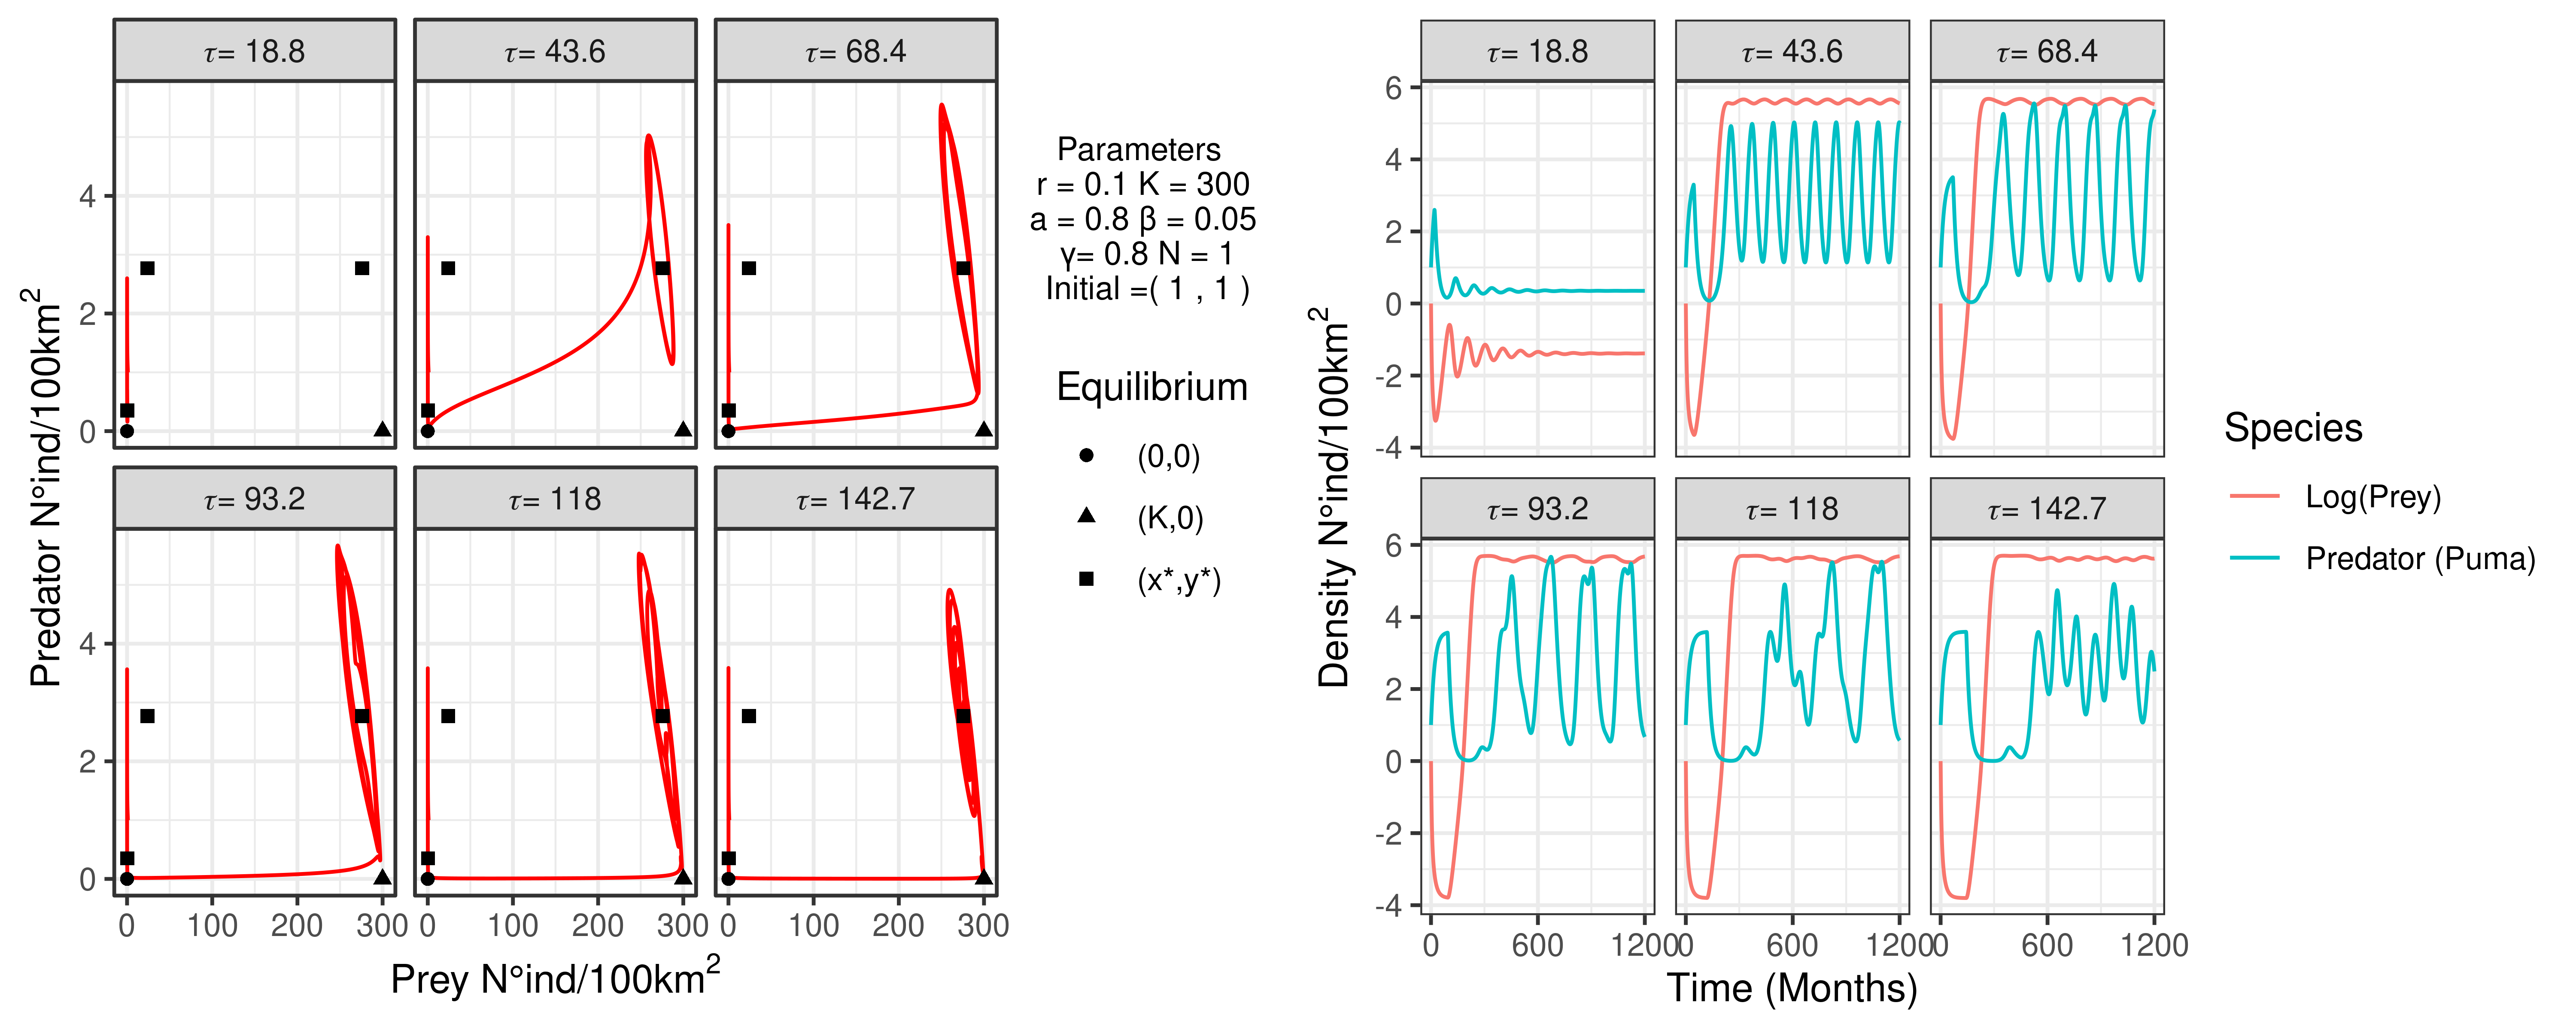 τ= 18.8
τ= 43.6
τ= 68.4
4
2
0
τ= 93.2
τ= 118
τ= 142.7
4
2
0
0 100 200 300 0 100 200 300 0 100 200 300
Prey N°ind/100km²
Predator N°ind/100km²
Parameters
r = 0.1 K = 300
a = 0.8 β = 0.05
γ= 0.8 N = 1
Initial =( 1 , 1 )
Equilibrium
(0,0)
(K,0)
(x*,y*)
τ= 18.8
τ= 43.6
τ= 68.4
6
4
2
0
-2
-4
τ= 93.2
τ= 118
τ= 142.7
6
4
2
0
-2
-4
0 600 1200 0 600 1200 0 600 1200
Time (Months)
Density N°ind/100km²
Species
Log(Prey)
Predator (Puma)